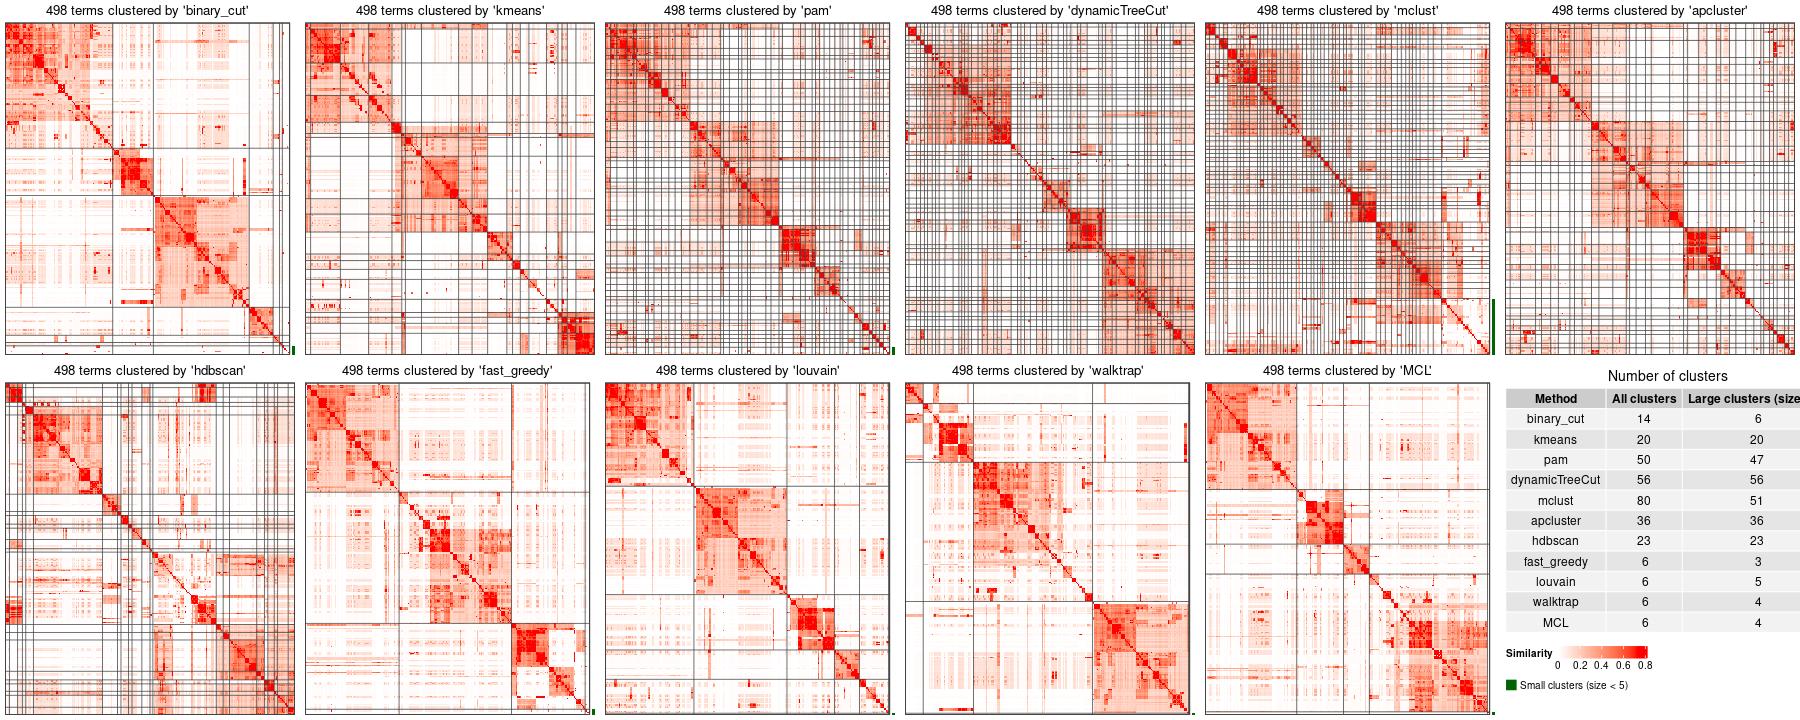 498 terms clustered by 'binary_cut'
498 terms clustered by 'kmeans'
498 terms clustered by 'pam'
498 terms clustered by 'dynamicTreeCut'
498 terms clustered by 'mclust'
498 terms clustered by 'apcluster'
498 terms clustered by 'hdbscan'
498 terms clustered by 'fast_greedy'
498 terms clustered by 'louvain'
498 terms clustered by 'walktrap'
498 terms clustered by 'MCL'
Number of clusters
Method All clusters Large clusters (size
binary_cut 14 6
kmeans 20 20
pam 50 47
dynamicTreeCut 56 56
mclust 80 51
apcluster 36 36
hdbscan 23 23
fast_greedy 6 3
louvain 6 5
walktrap 6 4
MCL 6 4
Similarity
0 0.2 0.4 0.6 0.8
Small clusters (size < 5)